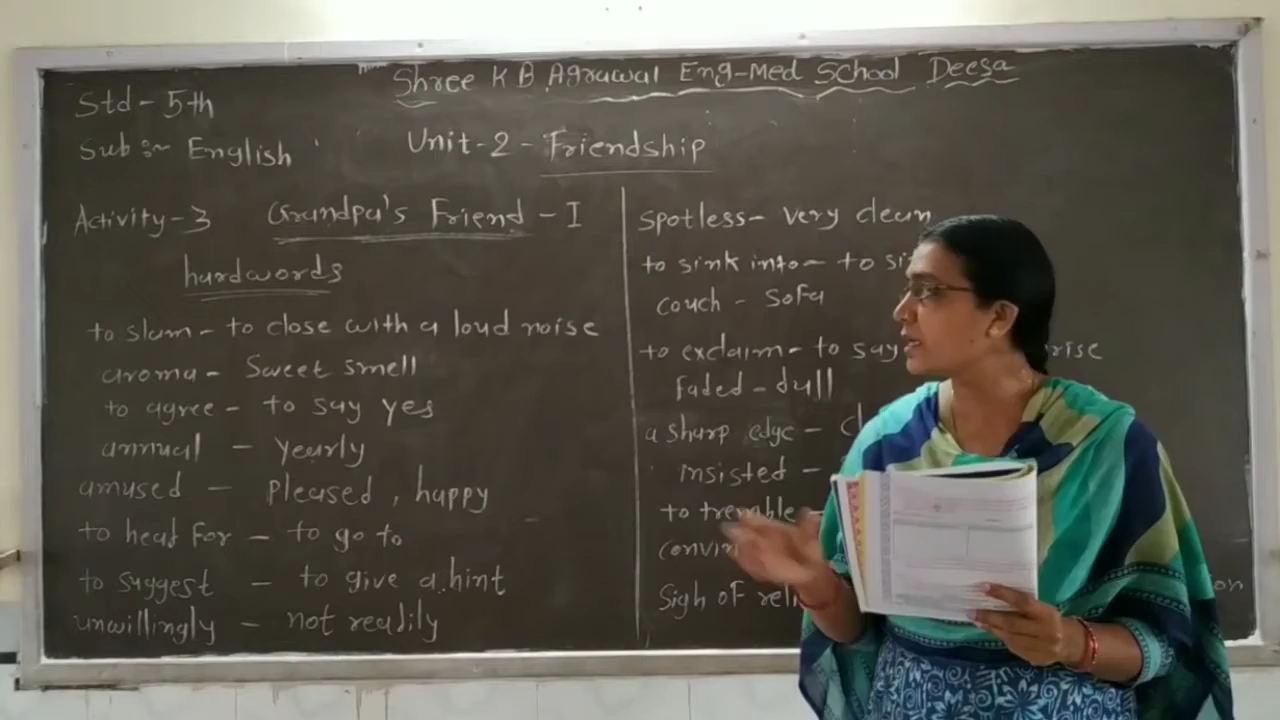 Shree K B Agrawal Eng-Med School Deesa
Std - 5th
Sub :- English
Unit-2 - Friendship
Activity-3 Grandpa's Friend - I
hardwords
to slam - to close with a loud noise
aroma - Sweet smell
to agree - to say yes
annual - yearly
amused - pleased, happy
to head for - to go to
to suggest - to give a hint
unwillingly - not readily
Spotless - very clean
to sink into - to
couch - Sofa
to exclaim - to say
faded - dull
a sharp edge -
insisted -
to tremble -
Sigh of